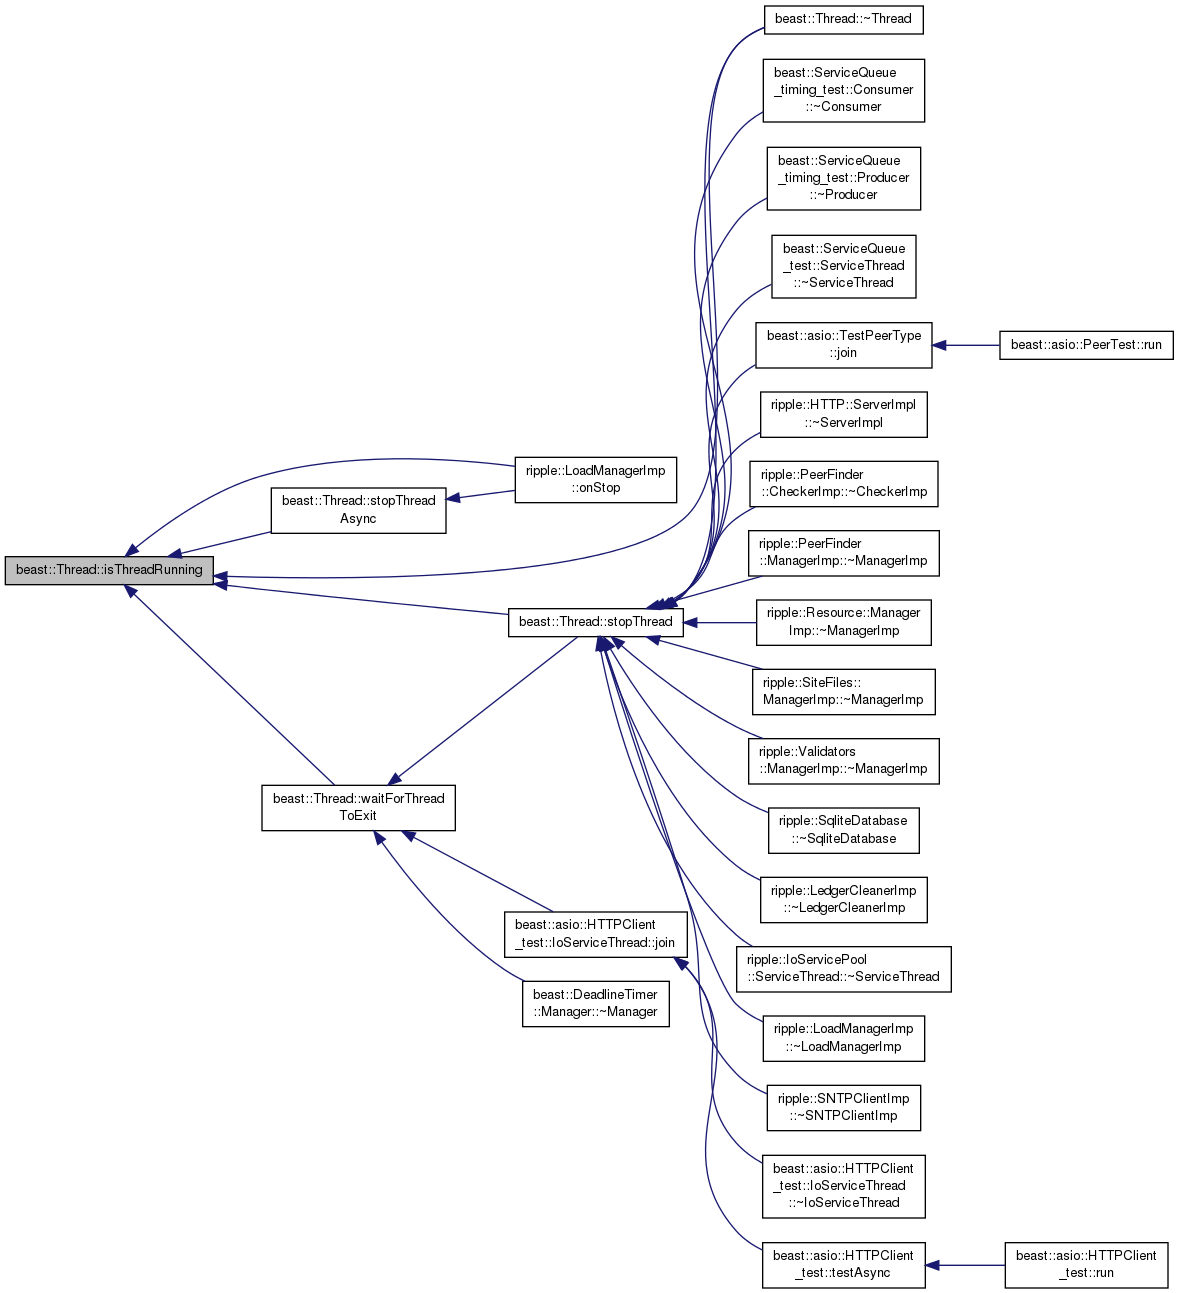 beast::Thread::~Thread
beast::ServiceQueue
_timing_test::Consumer
::~Consumer
beast::ServiceQueue
_timing_test::Producer
::~Producer
beast::ServiceQueue
_test::ServiceThread
::~ServiceThread
beast::asio::TestPeerType
::join
beast::asio::PeerTest::run
ripple::HTTP::ServerImpl
::~ServerImpl
ripple::PeerFinder
::CheckerImp::~CheckerImp
ripple::LoadManagerImp
::onStop
beast::Thread::stopThread
Async
ripple::PeerFinder
::ManagerImp::~ManagerImp
beast::Thread::isThreadRunning
beast::Thread::stopThread
ripple::Resource::Manager
Imp::~ManagerImp
ripple::SiteFiles::
ManagerImp::~ManagerImp
ripple::Validators
::ManagerImp::~ManagerImp
beast::Thread::waitForThread
ToExit
ripple::SqliteDatabase
::~SqliteDatabase
ripple::LedgerCleanerImp
::~LedgerCleanerImp
beast::asio::HTTPClient
_test::IoServiceThread::join
ripple::IoServicePool
::ServiceThread::~ServiceThread
beast::DeadlineTimer
::Manager::~Manager
ripple::LoadManagerImp
::~LoadManagerImp
ripple::SNTPClientImp
::~SNTPClientImp
beast::asio::HTTPClient
_test::IoServiceThread
::~IoServiceThread
beast::asio::HTTPClient
_test::testAsync
beast::asio::HTTPClient
_test::run